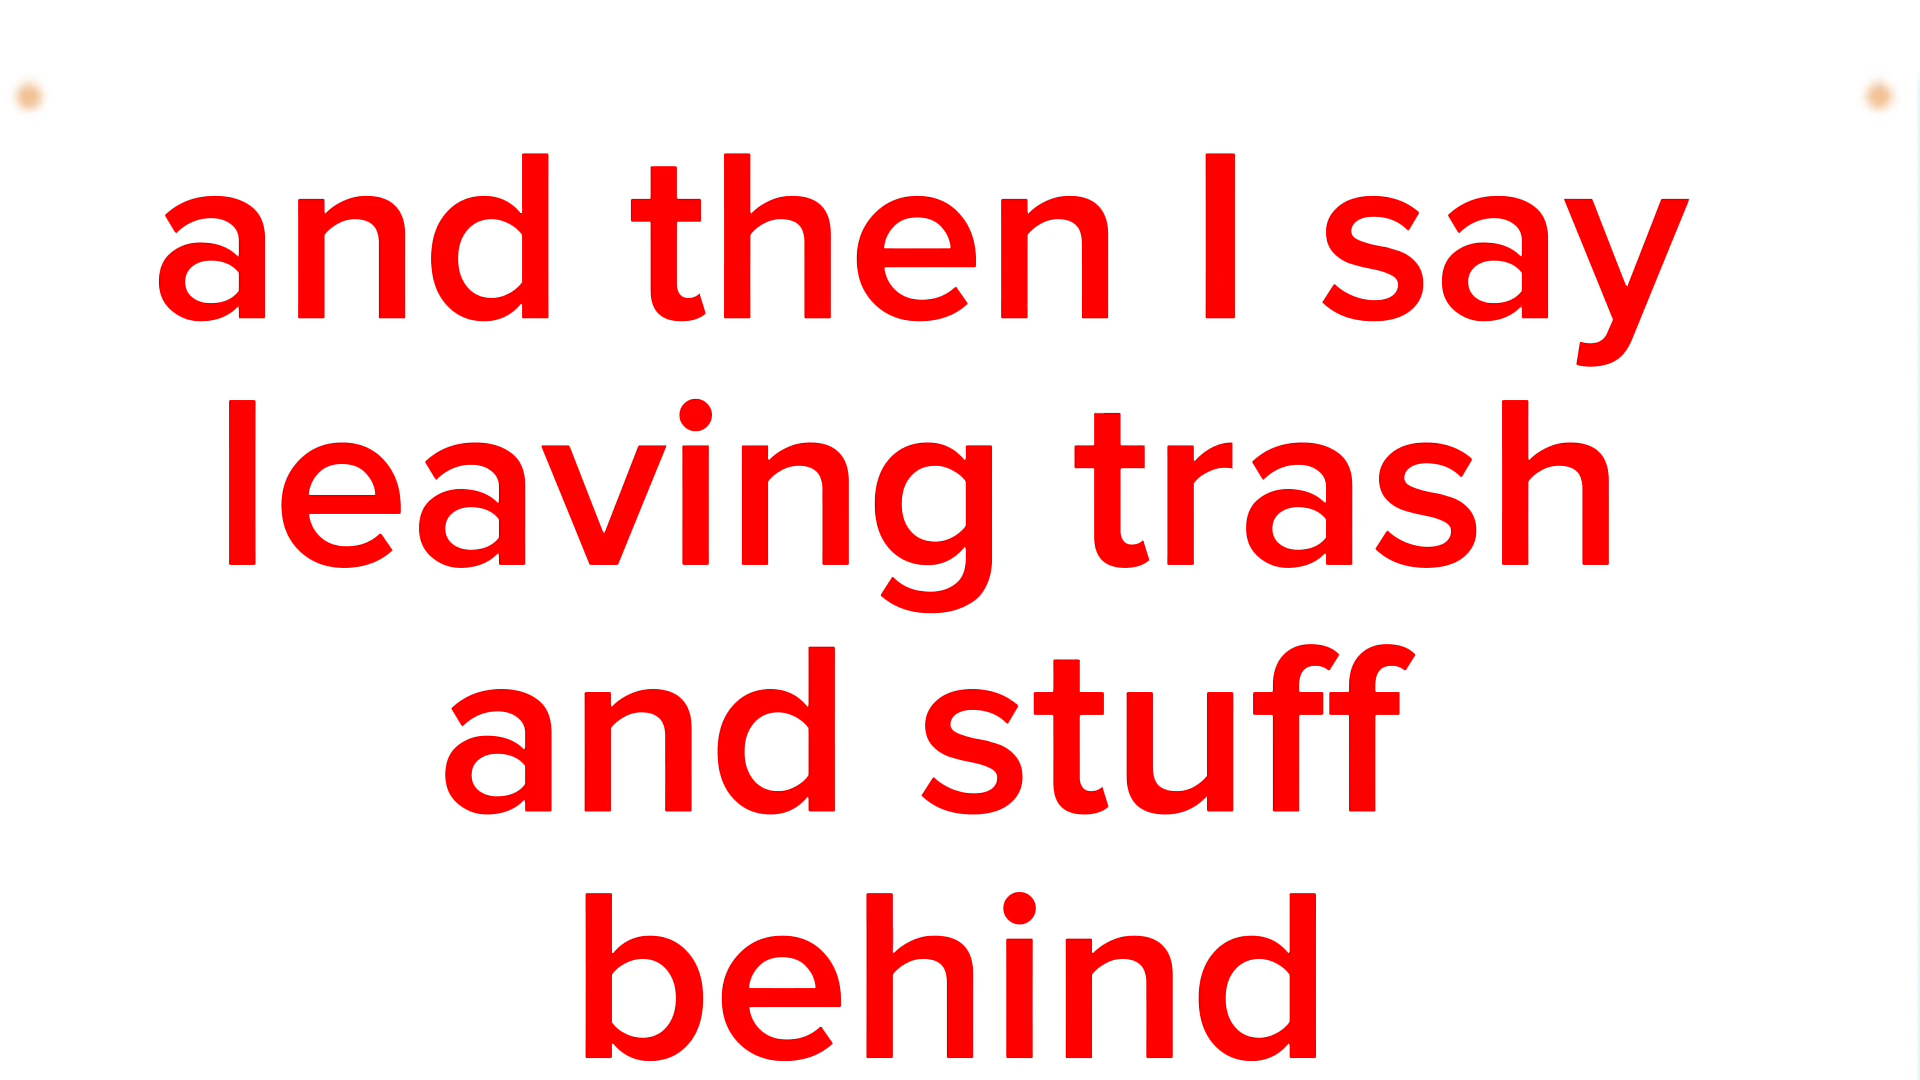 and then I say
leaving trash
and stuff
behind